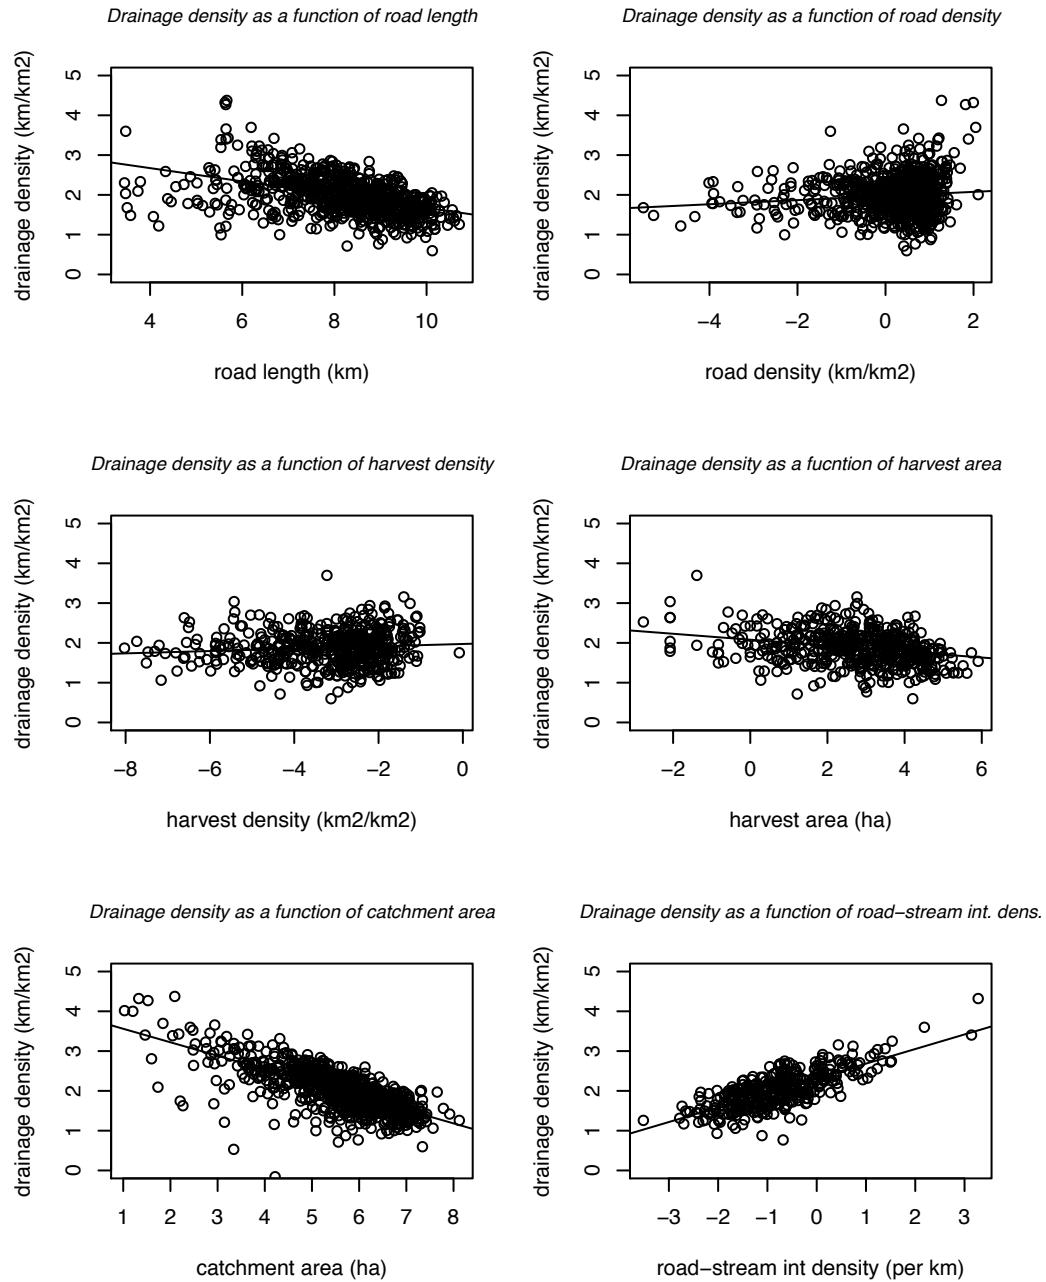 Drainage density as a function of road length
drainage density (km/km2)
0 1 2 3 4 5
4 6 8 10
road length (km)
Drainage density as a function of road density
drainage density (km/km2)
0 1 2 3 4 5
−4 −2 0 2
road density (km/km2)
Drainage density as a function of harvest density
drainage density (km/km2)
0 1 2 3 4 5
−8 −6 −4 −2 0
harvest density (km2/km2)
Drainage density as a fucntion of harvest area
drainage density (km/km2)
0 1 2 3 4 5
−2 0 2 4 6
harvest area (ha)
Drainage density as a function of catchment area
drainage density (km/km2)
0 1 2 3 4 5
1 2 3 4 5 6 7 8
catchment area (ha)
Drainage density as a function of road−stream int. dens.
drainage density (km/km2)
0 1 2 3 4 5
−3 −2 −1 0 1 2 3
road−stream int density (per km)